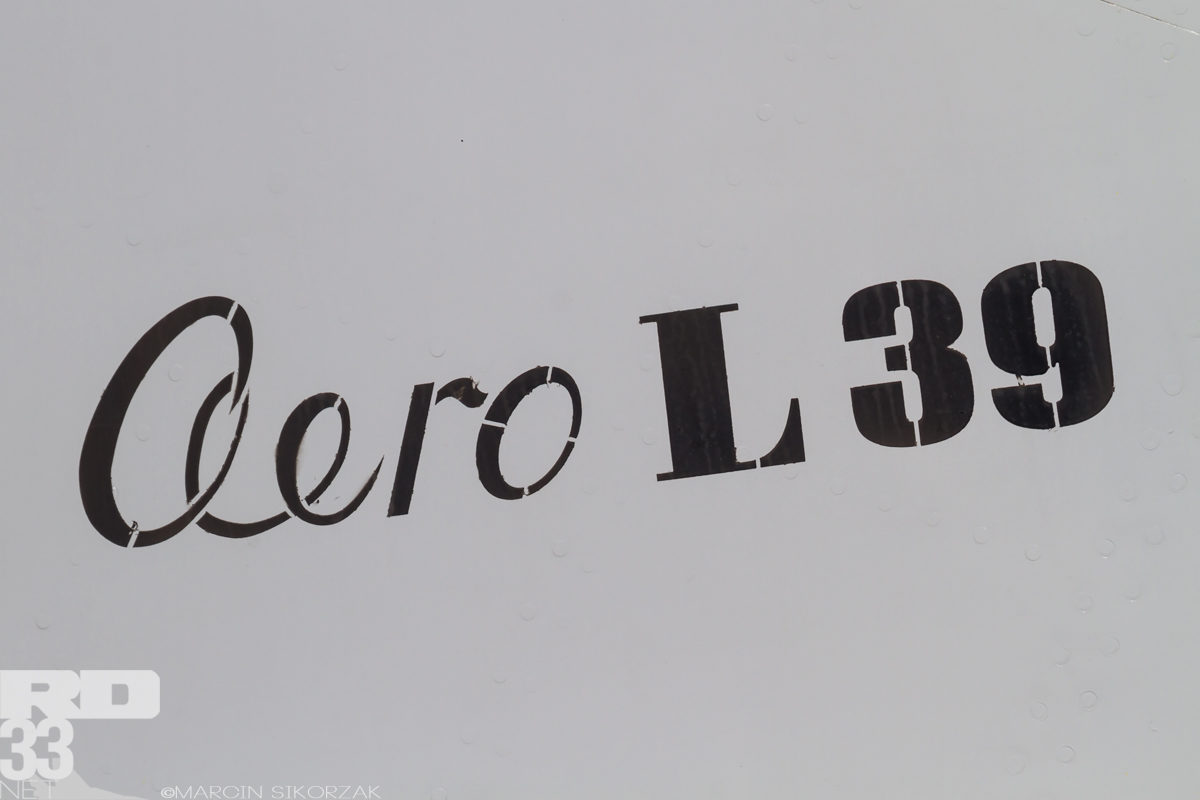 Aero L 39
RD
33
NET
©MARCIN SIKORZAK